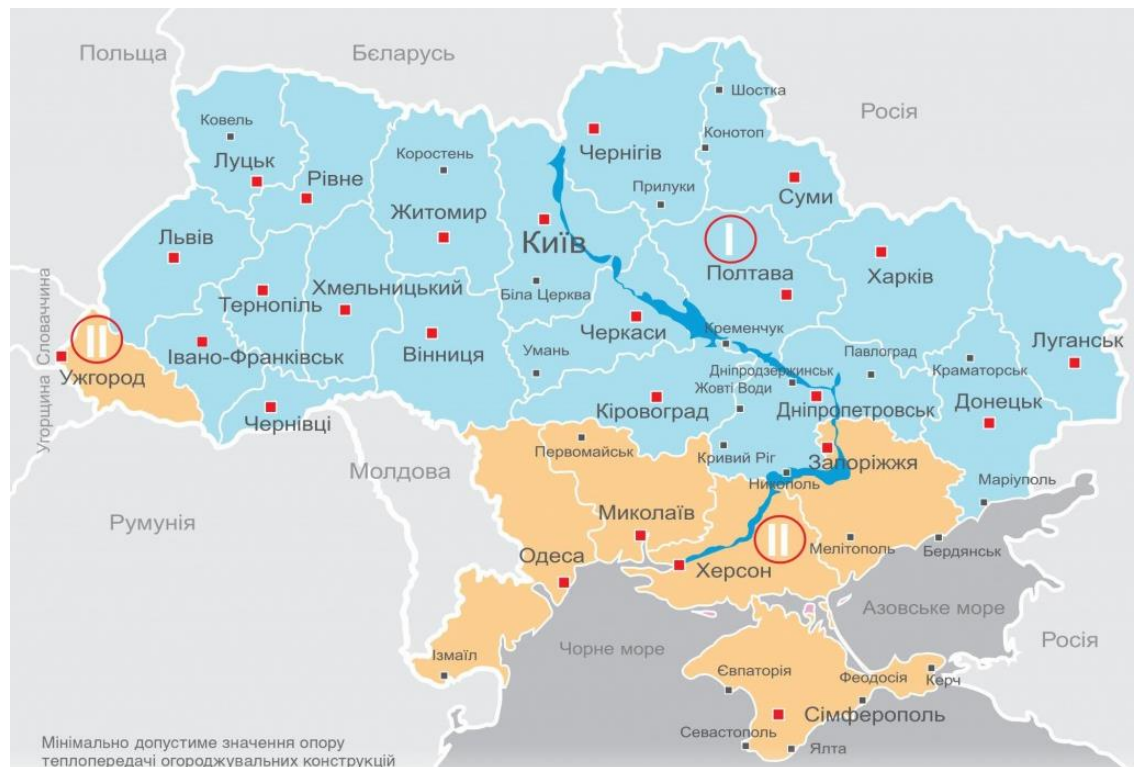 Польща
Бєларусь
Росія
Шостка
Ковель
Чернігів
Конотоп
Луцьк
Коростень
Рівне
Прилуки
Суми
Житомир
Київ
I
Львів
Полтава
Харків
Хмельницький
Тернопіль
Біла Церква
Словаччина
Черкаси
Кременчук
II
Івано-Франківськ
Вінниця
Умань
Павлоград
Луганськ
Ужгород
Дніпродзержинськ
Краматорськ
Жовті Води
Угорщина
Чернівці
Кіровоград
Дніпропетровськ
Донецьк
Первомайськ
Кривий Ріг
Запоріжжя
Молдова
Никополь
Маріуполь
Румунія
Миколаїв
II
Мелітополь
Бердянськ
Одеса
Херсон
Азовське море
Росія
Чорне море
Ізмаїл
Євпаторія
Феодосія
Керч
Сімферополь
Севастополь
Ялта
Мінімально допустиме значення опору
теплопередачі огороджувальних конструкцій